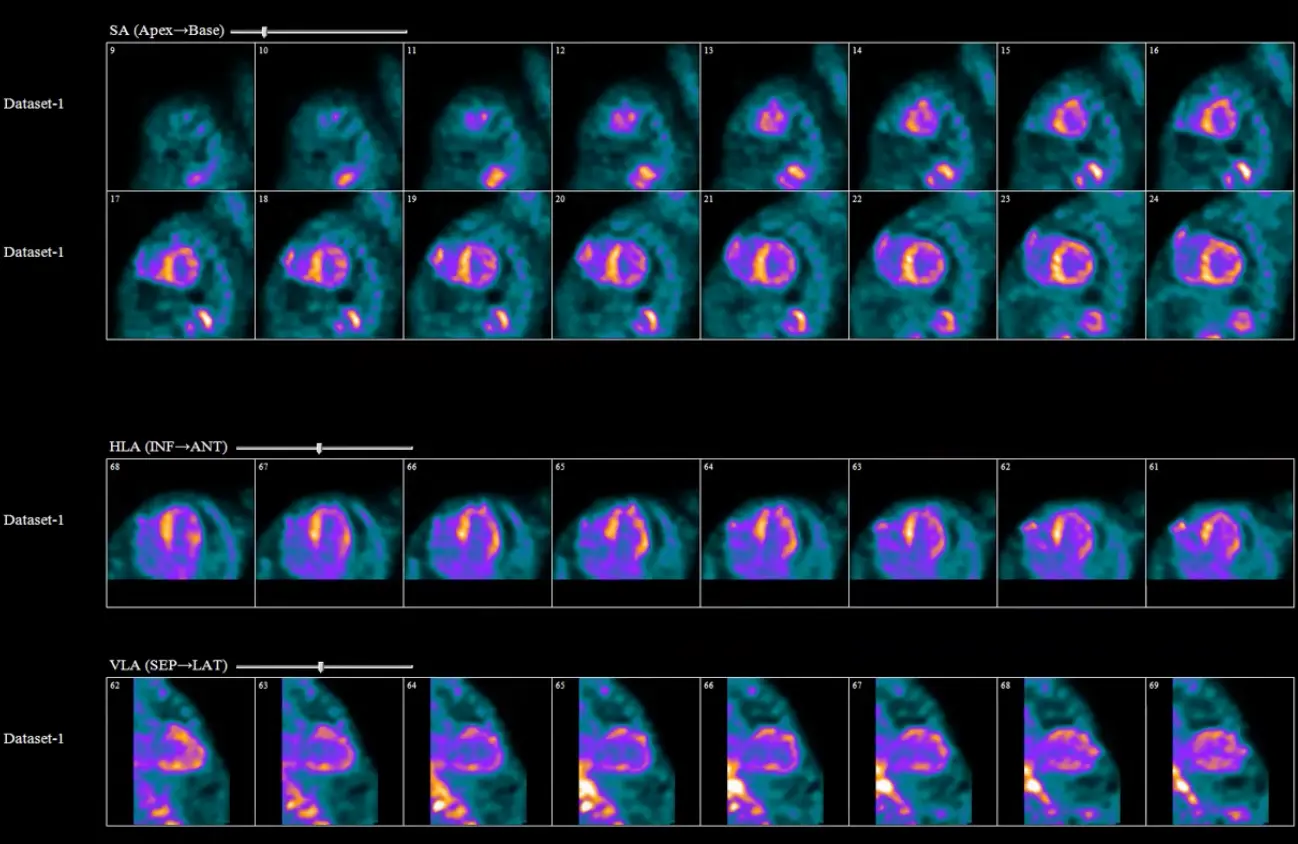 SA (Apex→Base)
9 10 11 12 13 14 15 16
Dataset-1
17 18 19 20 21 22 23 24
Dataset-1
HLA (INF→ANT)
68 67 66 65 64 63 62 61
Dataset-1
VLA (SEP→LAT)
62 63 64 65 66 67 68 69
Dataset-1